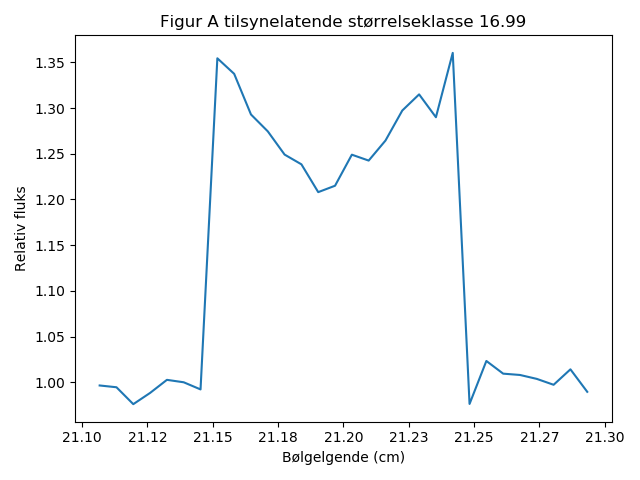 Figur A tilsynelatende størrelseklasse 16.99
Relativ fluks
1.35
1.30
1.25
1.20
1.15
1.10
1.05
1.00
21.10 21.12 21.15 21.18 21.20 21.23 21.25 21.27 21.30
Bølgelgende (cm)